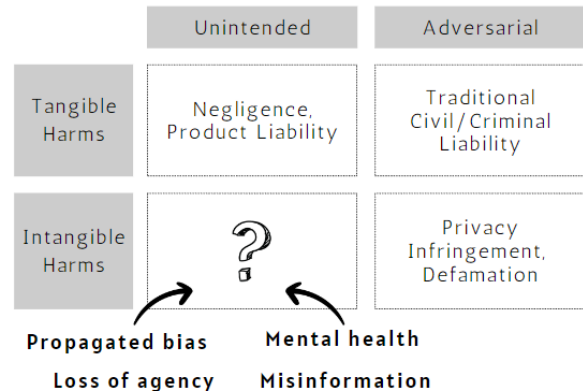 Unintended
Adversarial
Tangible
Harms
Negligence,
Product Liability
Traditional
Civil/Criminal
Liability
Intangible
Harms
?
Privacy
Infringement,
Defamation
Propagated bias
Mental health
Loss of agency
Misinformation